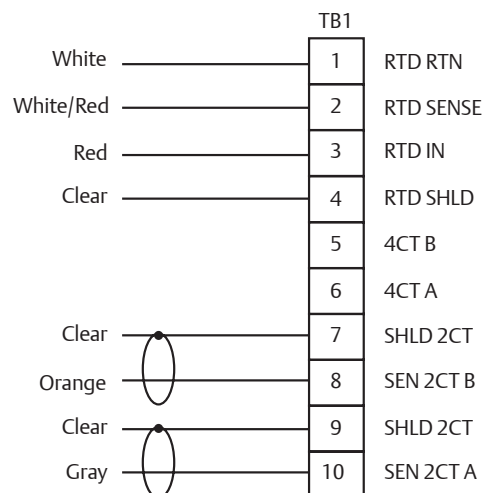 TB1
White 1 RTD RTN
White/Red 2 RTD SENSE
Red 3 RTD IN
Clear 4 RTD SHLD
5 4CT B
6 4CT A
Clear 7 SHLD 2CT
Orange 8 SEN 2CT B
Clear 9 SHLD 2CT
Gray 10 SEN 2CT A